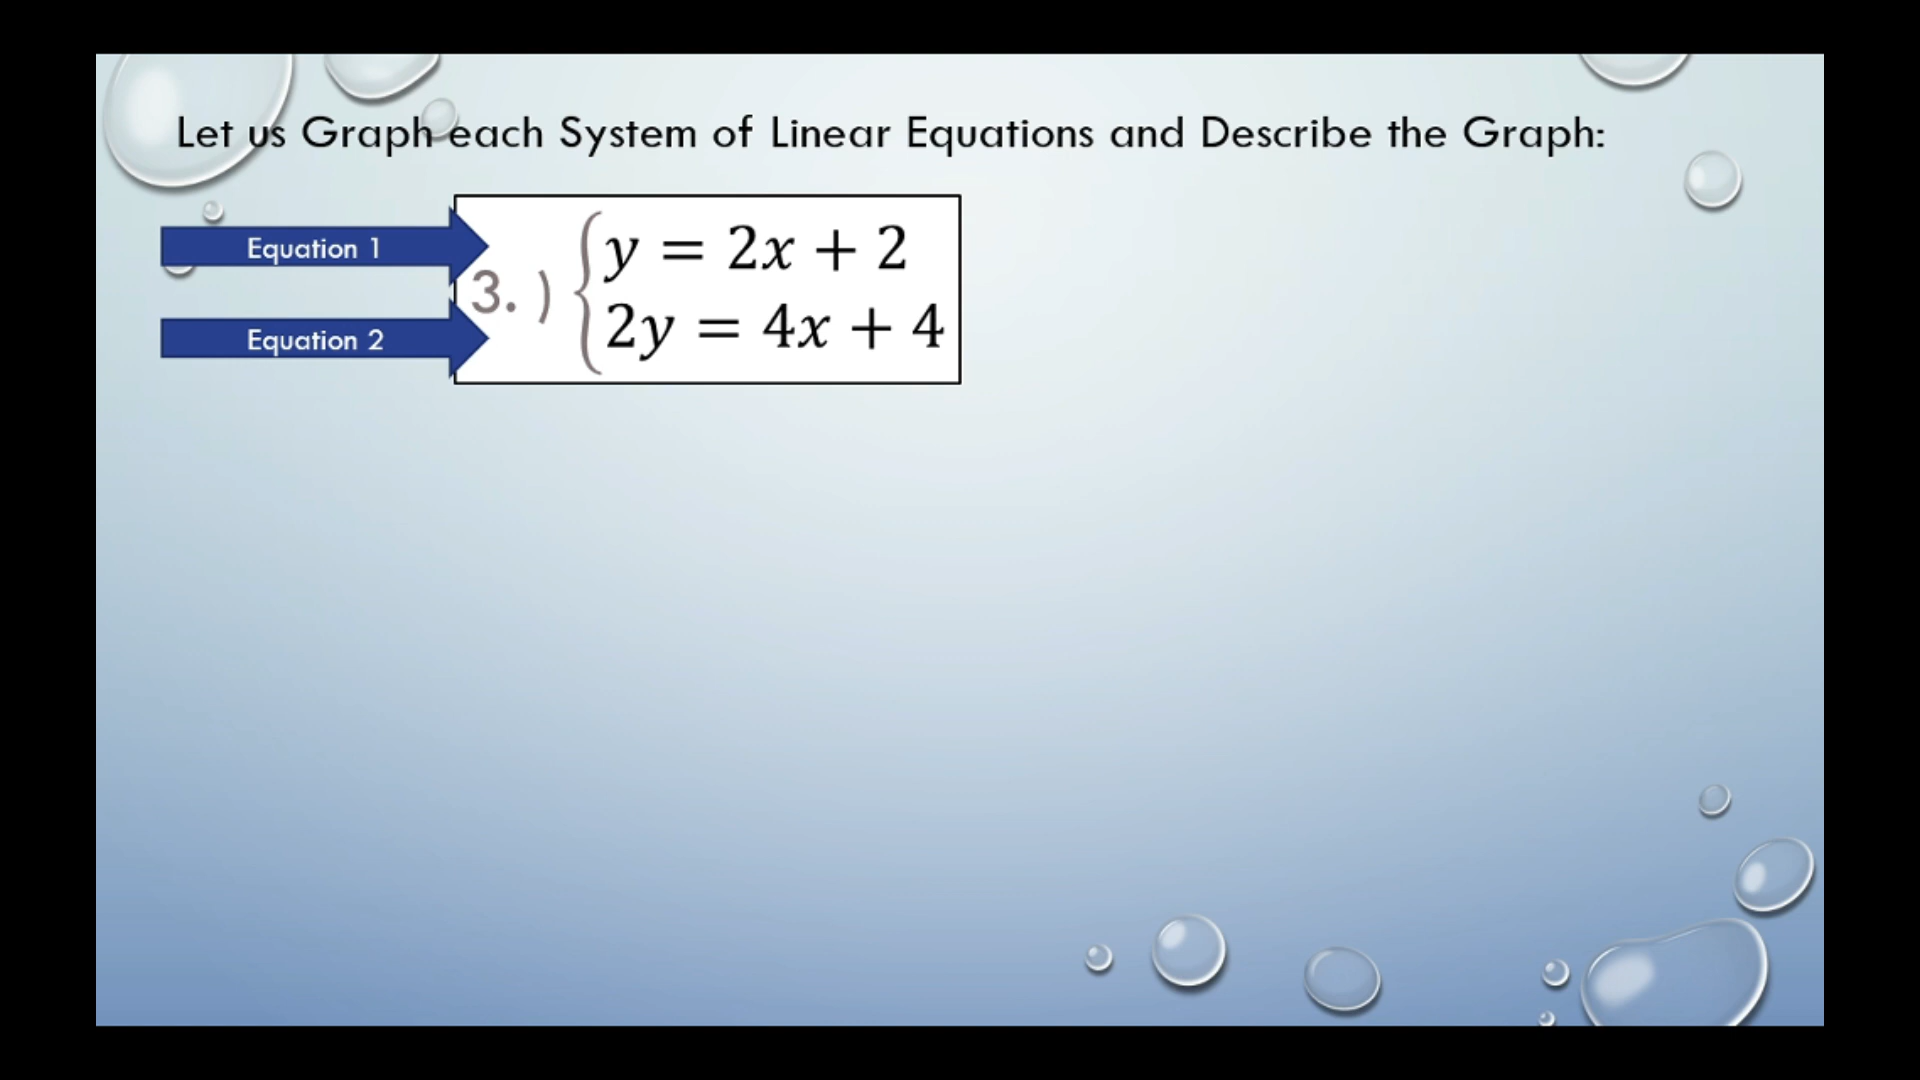 Let us Graph each System of Linear Equations and Describe the Graph:
Equation 1
3. ) { y = 2x + 2
Equation 2
2y = 4x + 4